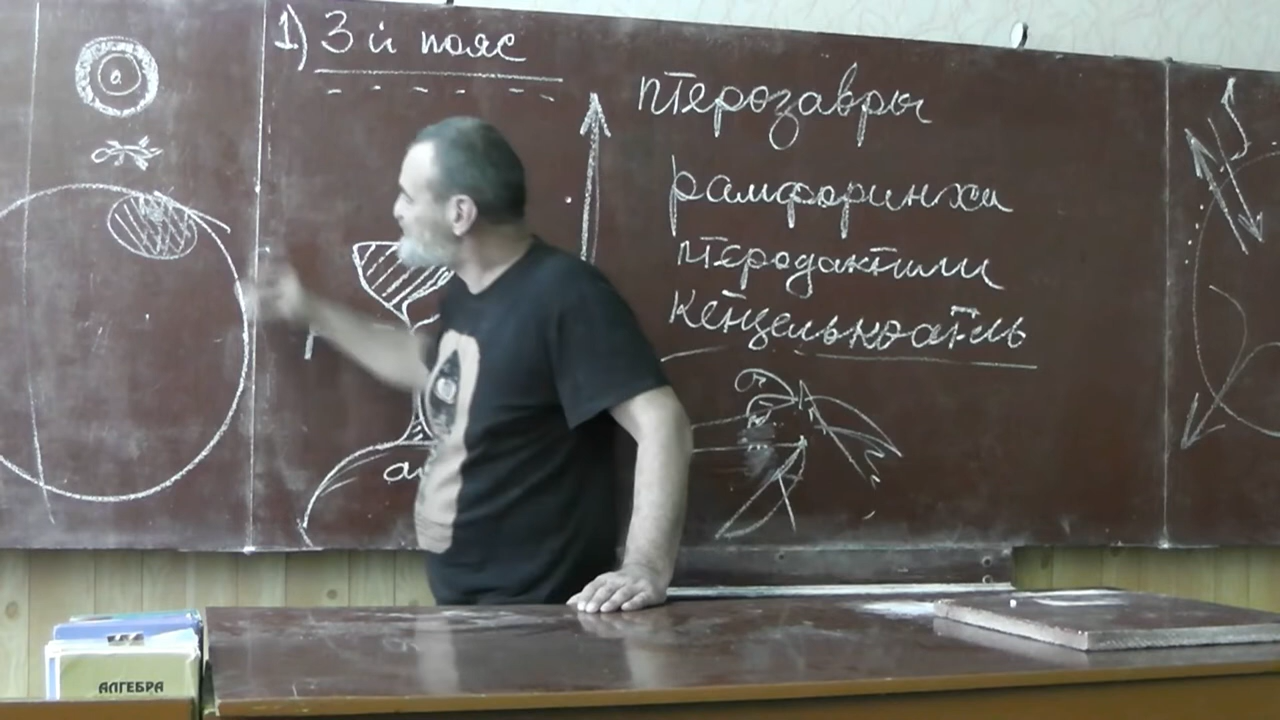 1) 3й пояс
птерозавры
рамфоринхи
птеродактили
кетцелькоатль
а
АЛГЕБРА